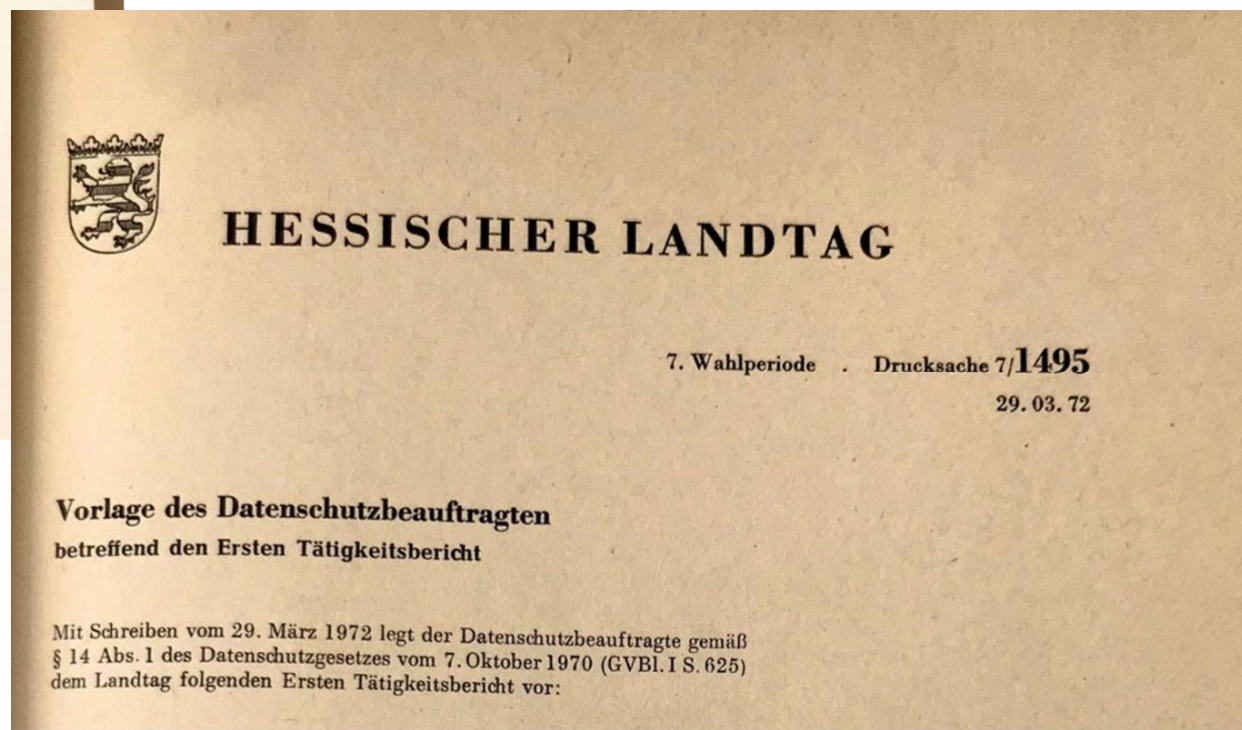 HESSISCHER LANDTAG
7. Wahlperiode . Drucksache 7/1495
29. 03. 72
Vorlage des Datenschutzbeauftragten
betreffend den Ersten Tätigkeitsbericht
Mit Schreiben vom 29. März 1972 legt der Datenschutzbeauftragte gemäß
§ 14 Abs. 1 des Datenschutzgesetzes vom 7. Oktober 1970 (GVBl. I S. 625)
dem Landtag folgenden Ersten Tätigkeitsbericht vor: